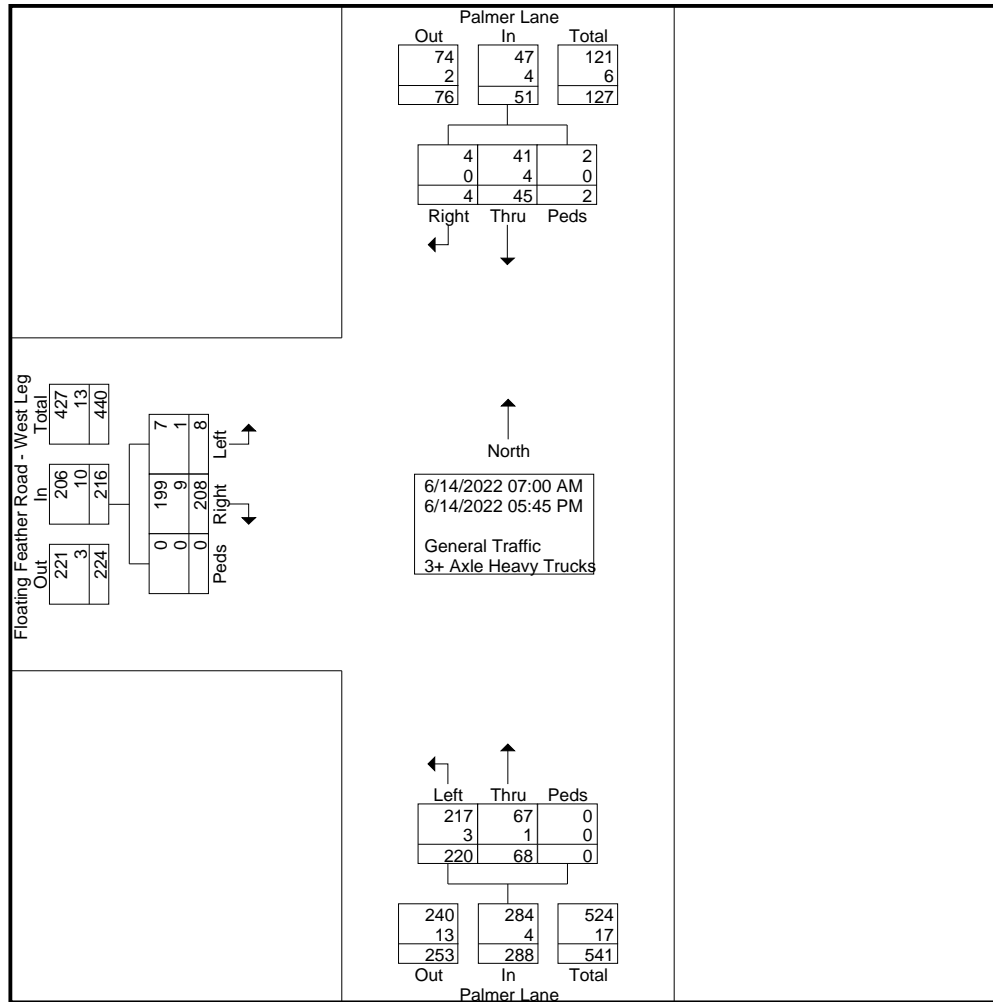 Palmer Lane
Out In Total
74 47 121
2 4 6
76 51 127
4 41 2
0 4 0
4 45 2
Right Thru Peds
Floating Feather Road - West Leg
Out In Total
221 206 427
3 10 13
224 216 440
0 199 7
0 9 1
0 208 8
Peds Right Left
North
6/14/2022 07:00 AM
6/14/2022 05:45 PM
General Traffic
3+ Axle Heavy Trucks
Left Thru Peds
217 67 0
3 1 0
220 68 0
240 284 524
13 4 17
253 288 541
Out In Total
Palmer Lane